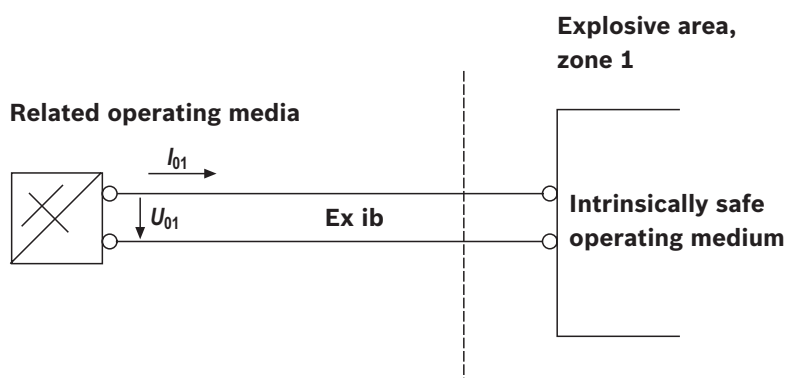 Explosive area,
zone 1
Related operating media
I01
U01
Ex ib
Intrinsically safe
operating medium